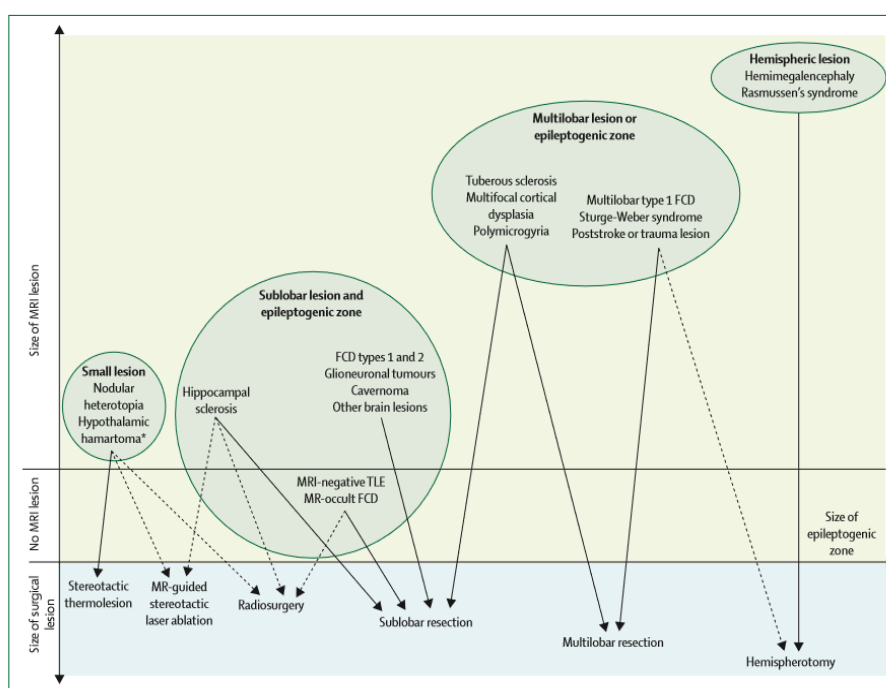 Hemispheric lesion
Hemimegalencephaly
Rasmussen's syndrome
Multilobar lesion or
epileptogenic zone
Tuberous sclerosis
Multifocal cortical
dysplasia
Polymicrogyria
Multilobar type 1 FCD
Sturge-Weber syndrome
Poststroke or trauma lesion
Size of MRI lesion
Sublobar lesion and
epileptogenic zone
Small lesion
Nodular
heterotopia
Hypothalamic
hamartoma*
Hippocampal
sclerosis
FCD types 1 and 2
Glioneuronal tumours
Cavernoma
Other brain lesions
No MRI lesion
MRI-negative TLE
MR-occult FCD
Size of
epileptogenic
zone
Size of surgical
lesion
Stereotactic
thermolesion
MR-guided
stereotactic
laser ablation
Radiosurgery
Sublobar resection
Multilobar resection
Hemispherotomy